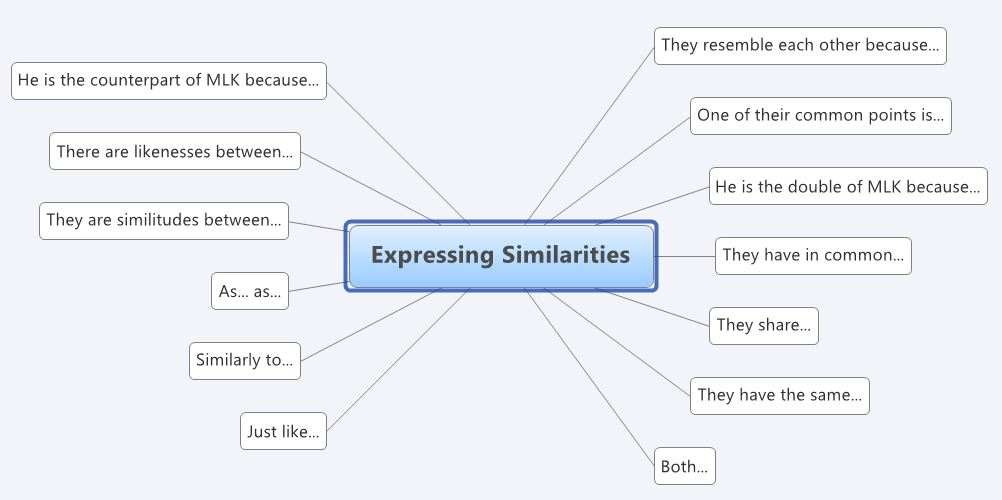 Expressing Similarities
They resemble each other because...
One of their common points is...
He is the double of MLK because...
They have in common...
They share...
They have the same...
Both...
He is the counterpart of MLK because...
There are likenesses between...
They are similitudes between...
As... as...
Similarly to...
Just like...